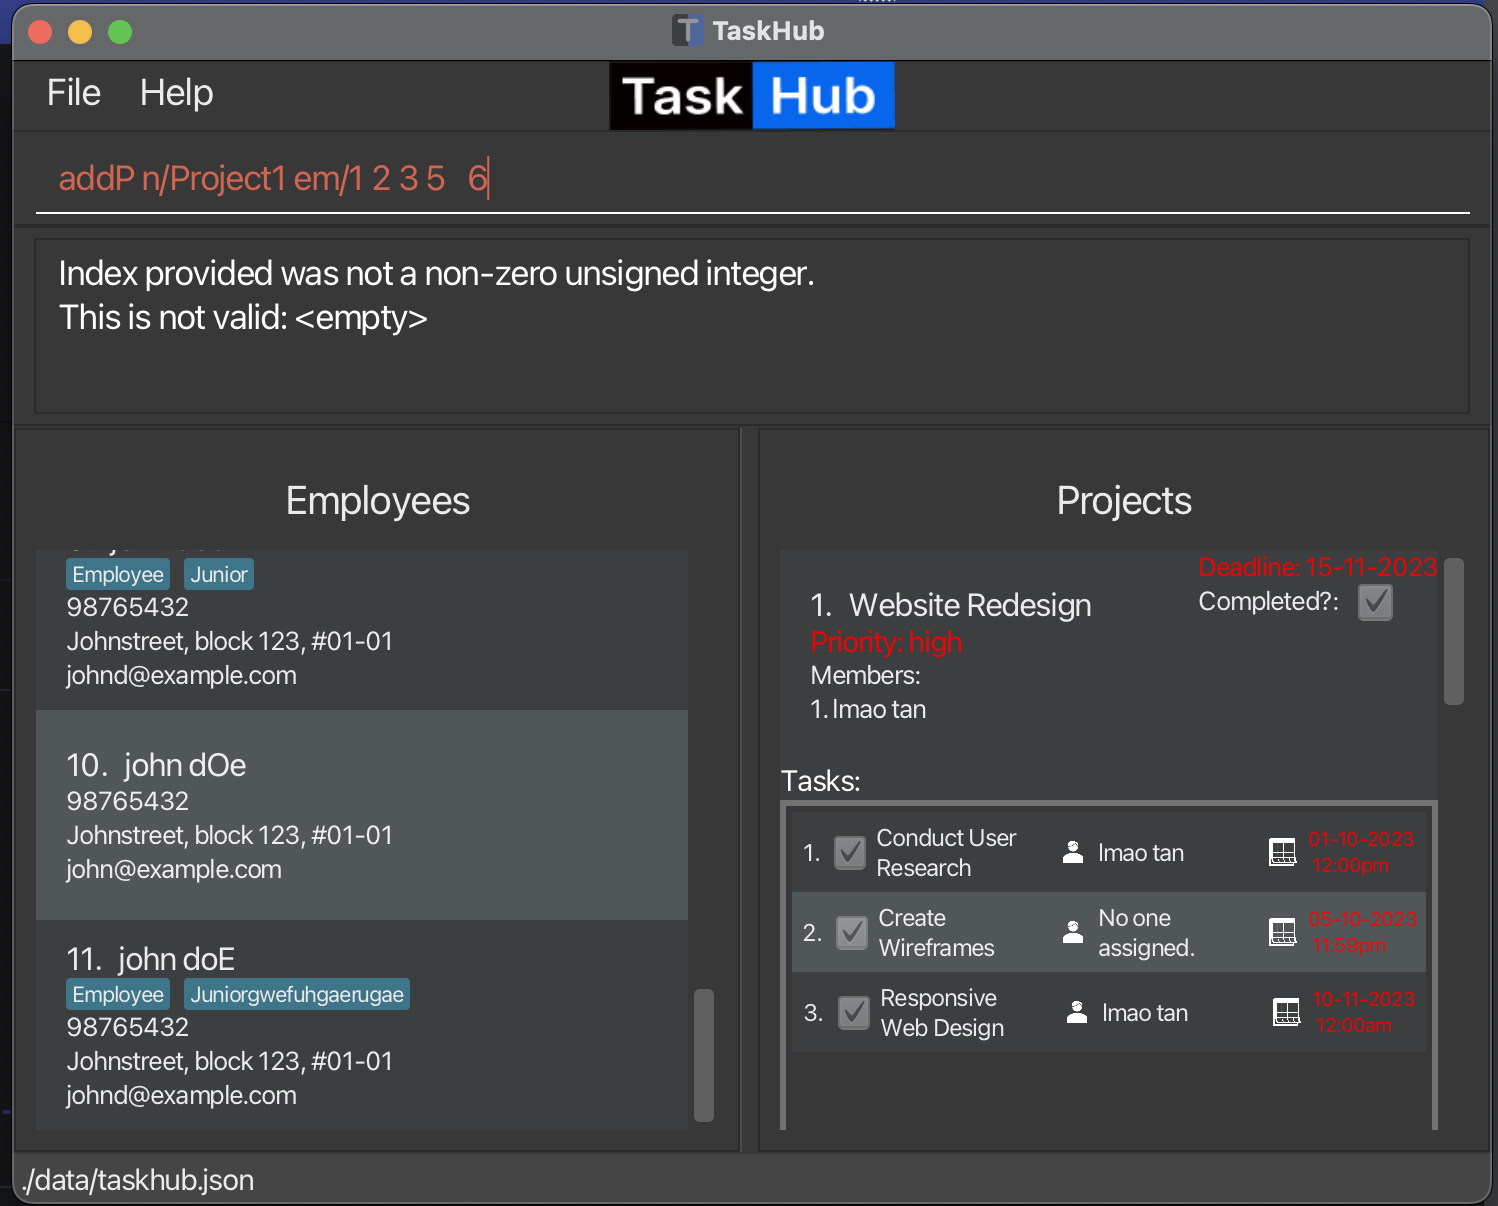 TaskHub
File Help
Task Hub
addP n/Project1 em/1 2 3 5   6
Index provided was not a non-zero unsigned integer.
This is not valid: <empty>
Employees
Employee Junior
98765432
Johnstreet, block 123, #01-01
johnd@example.com
10. john dOe
98765432
Johnstreet, block 123, #01-01
john@example.com
11. john doE
Employee Juniorgwefuhgaerugae
98765432
Johnstreet, block 123, #01-01
johnd@example.com
Projects
Deadline: 15-11-2023
1. Website Redesign
Completed?:
Priority: high
Members:
1. lmao tan
Tasks:
1. Conduct User Research lmao tan 01-10-2023 12:00pm
2. Create Wireframes No one assigned. 05-10-2023 11:59pm
3. Responsive Web Design lmao tan 10-11-2023 12:00am
./data/taskhub.json